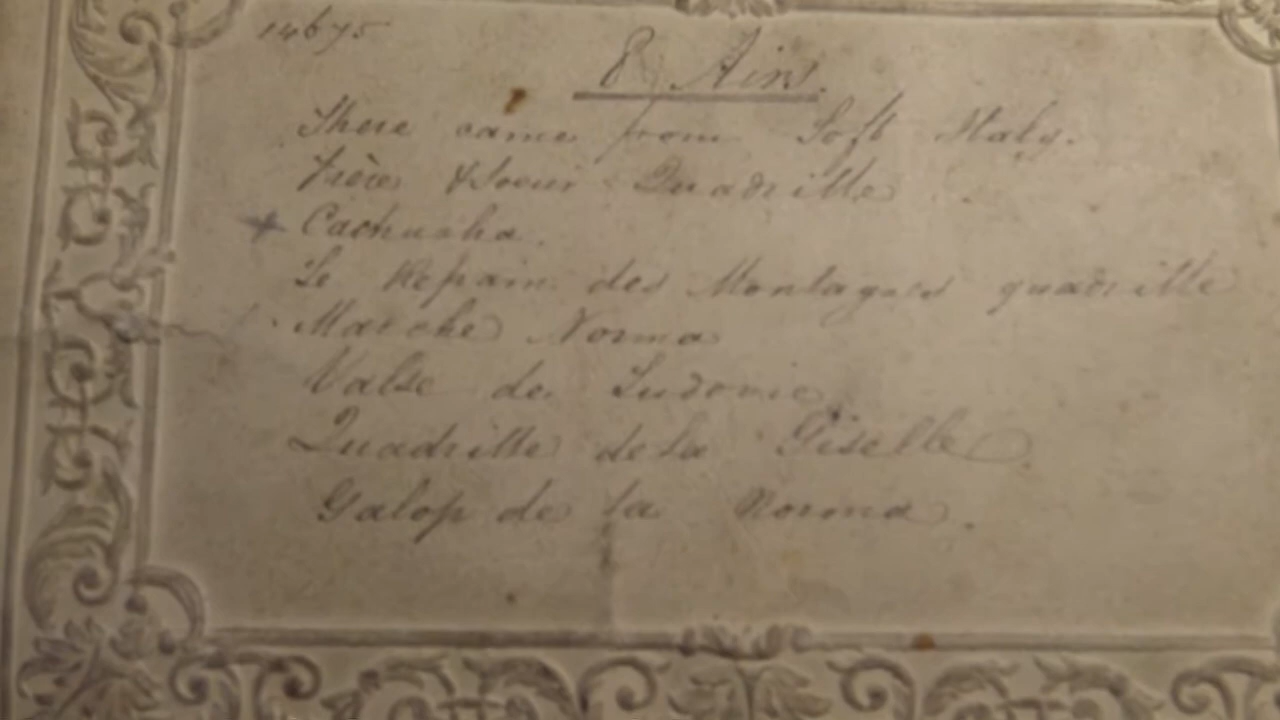 14675
8 Airs.
There came from Soft Italy.
Frère & Soeur Quadrille
+ Cachucha.
Le Repain des Montagnes quadrille
Marche Norma
Valse de Ludovic
Quadrille de la Giselle
Galop de la Norma.